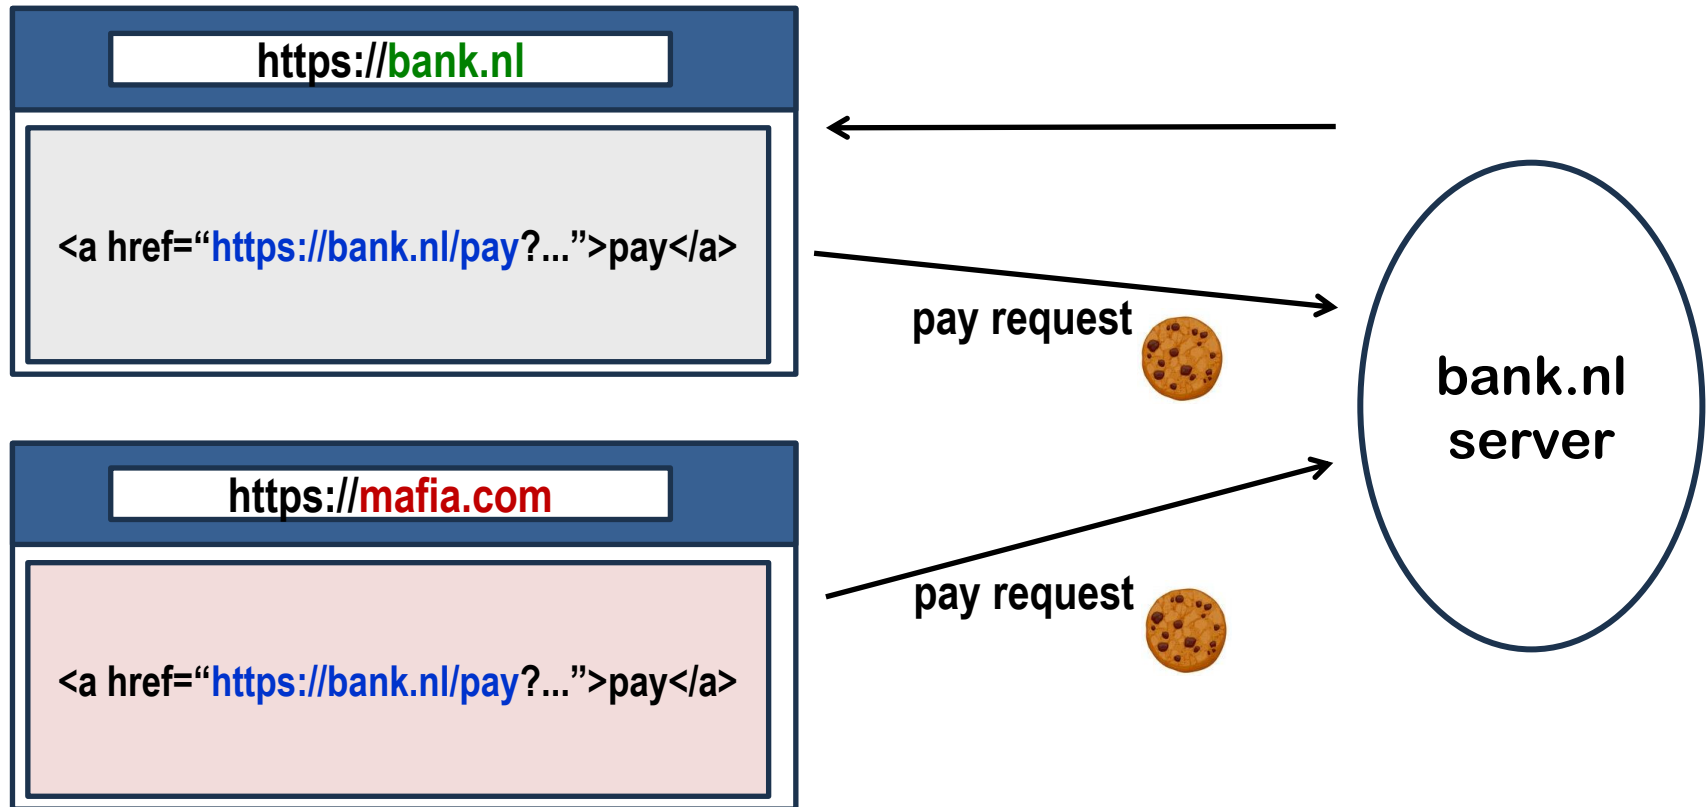 https://bank.nl
<a href=“https://bank.nl/pay?...”>pay</a>
pay request
bank.nl
server
https://mafia.com
<a href=“https://bank.nl/pay?...”>pay</a>
pay request